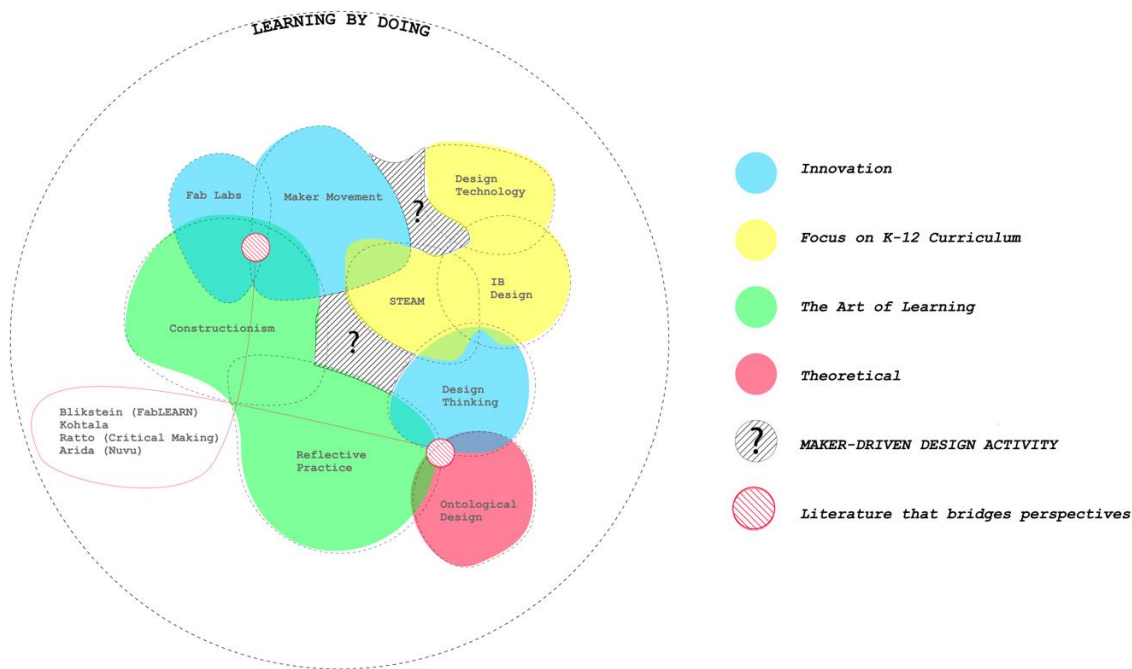 LEARNING BY DOING
Fab Labs
Maker Movement
Design
Technology
?
STEAM
IB
Design
Constructionism
?
Design
Thinking
Blikstein (FabLEARN)
Kohtala
Ratto (Critical Making)
Arida (Nuvu)
Reflective
Practice
Ontological
Design
Innovation
Focus on K-12 Curriculum
The Art of Learning
Theoretical
?
MAKER-DRIVEN DESIGN ACTIVITY
Literature that bridges perspectives